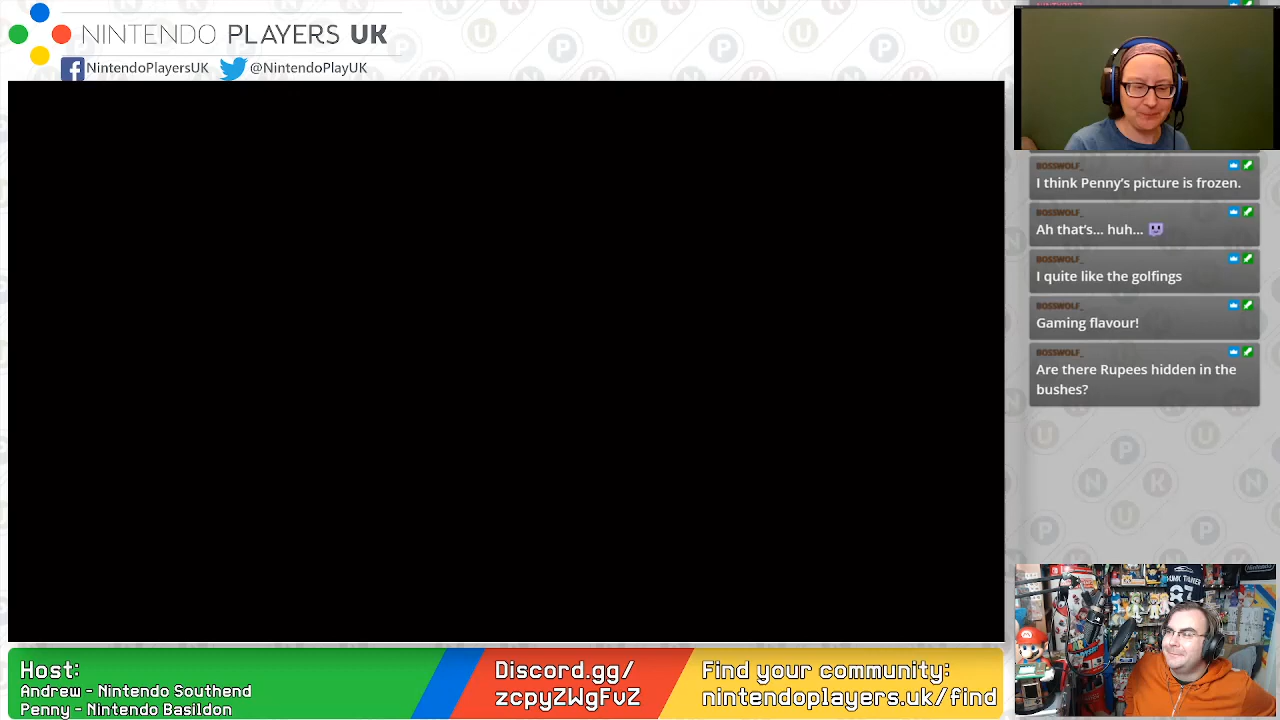 NINTENDO PLAYERS UK
NintendoPlayersUK @NintendoPlayUK
BOSSWOLF_
I think Penny’s picture is frozen.
BOSSWOLF_
Ah that’s... huh...
BOSSWOLF_
I quite like the golfings
BOSSWOLF_
Gaming flavour!
BOSSWOLF_
Are there Rupees hidden in the
bushes?
Host:
Andrew - Nintendo Southend
Penny - Nintendo Basildon
Discord.gg/
zcpyZWgFvZ
Find your community:
nintendoplayers.uk/find
87